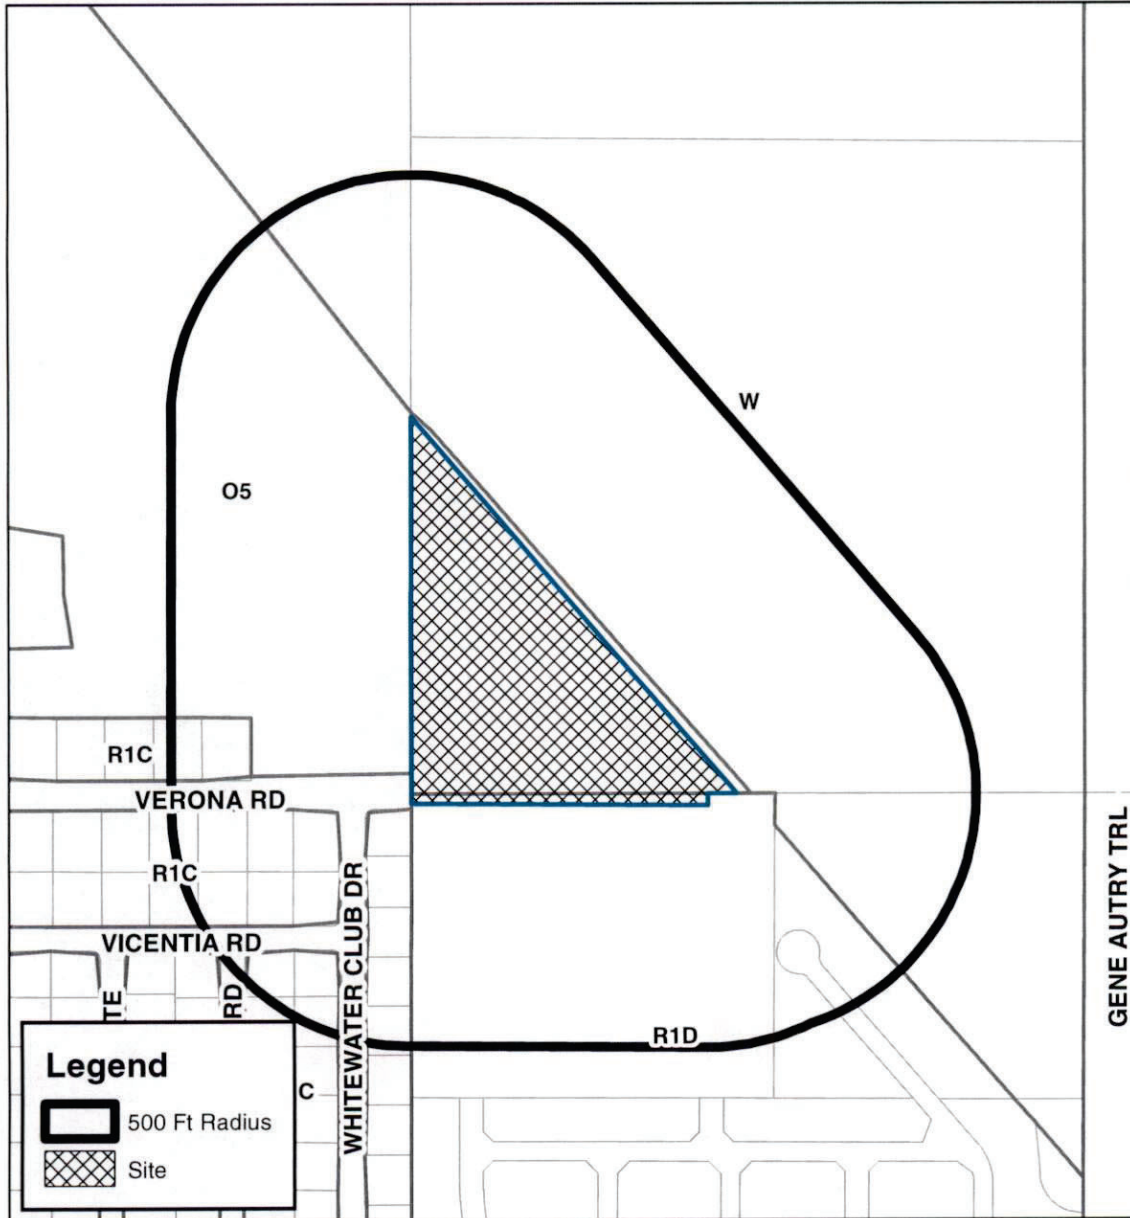 W
O5
R1C
VERONA RD
R1C
VICENTIA RD
WHITEWATER CLUB DR
GENE AUTRY TRL
TE
RD
R1D
C
Legend
500 Ft Radius
Site